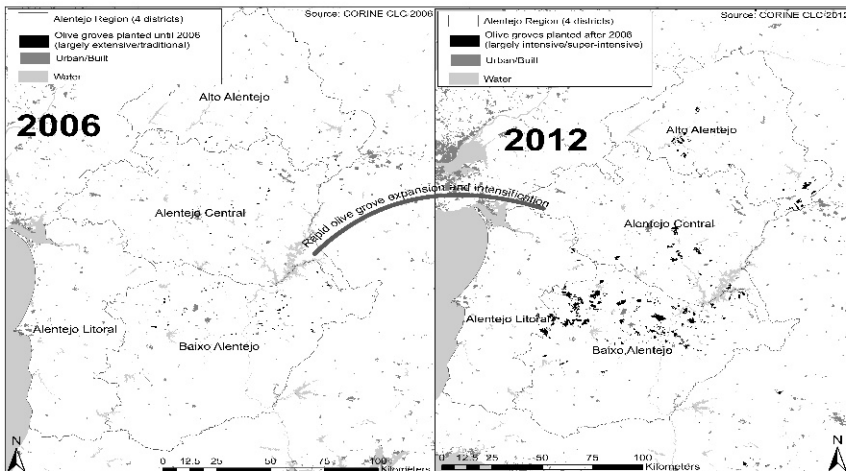 Source: CORINE CLC 2006
Alentejo Region (4 districts)
Olive groves planted until 2006
(largely extensive/traditional)
Urban/Built
Water
2006
Alto Alentejo
Alentejo Central
Alentejo Litoral
Baixo Alentejo
N
0 12.5 25 50 75 100
Kilometers
Rapid olive grove expansion and intensification
Source: CORINE CLC 2012
Alentejo Region (4 districts)
Olive groves planted after 2006
(largely intensive/super-intensive)
Urban/Built
Water
2012
Alto Alentejo
Alentejo Central
Alentejo Litoral
Baixo Alentejo
N
0 12.5 25 50 75 100
Kilometers